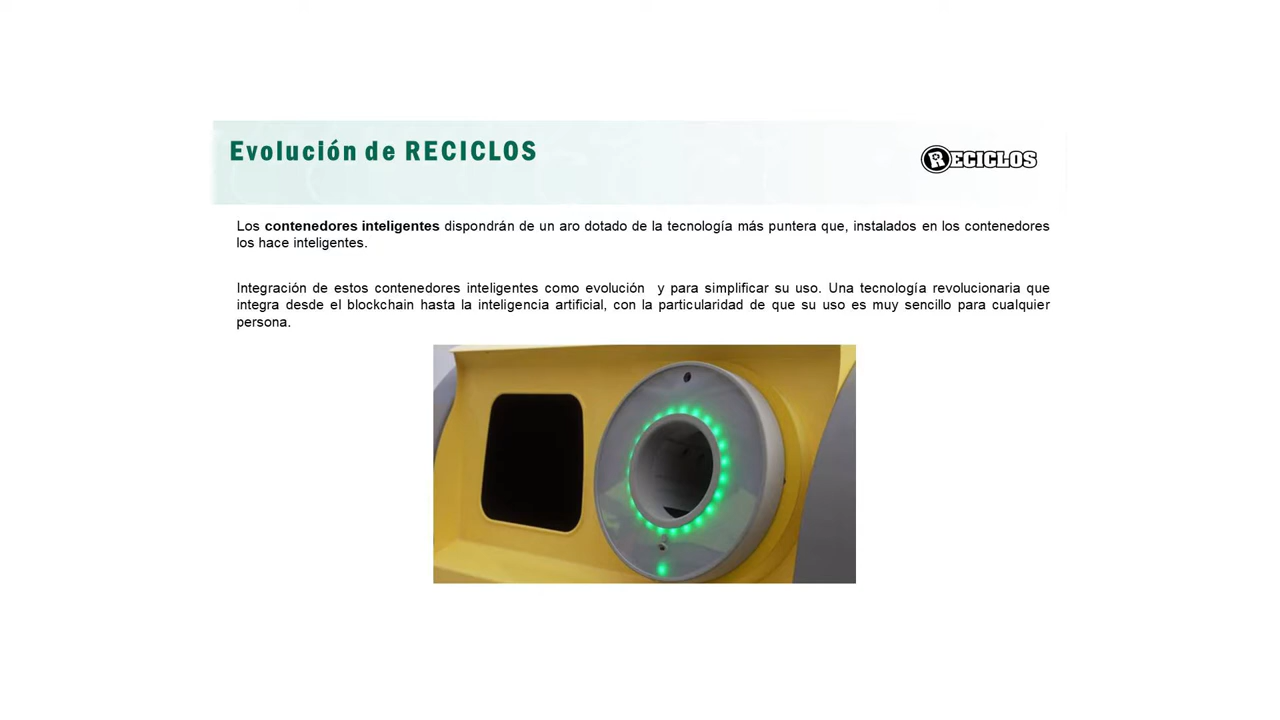 Evolución de RECICLOS
RECICLOS
Los contenedores inteligentes dispondrán de un aro dotado de la tecnología más puntera que, instalados en los contenedores
los hace inteligentes.
Integración de estos contenedores inteligentes como evolución y para simplificar su uso. Una tecnología revolucionaria que
integra desde el blockchain hasta la inteligencia artificial, con la particularidad de que su uso es muy sencillo para cualquier
persona.